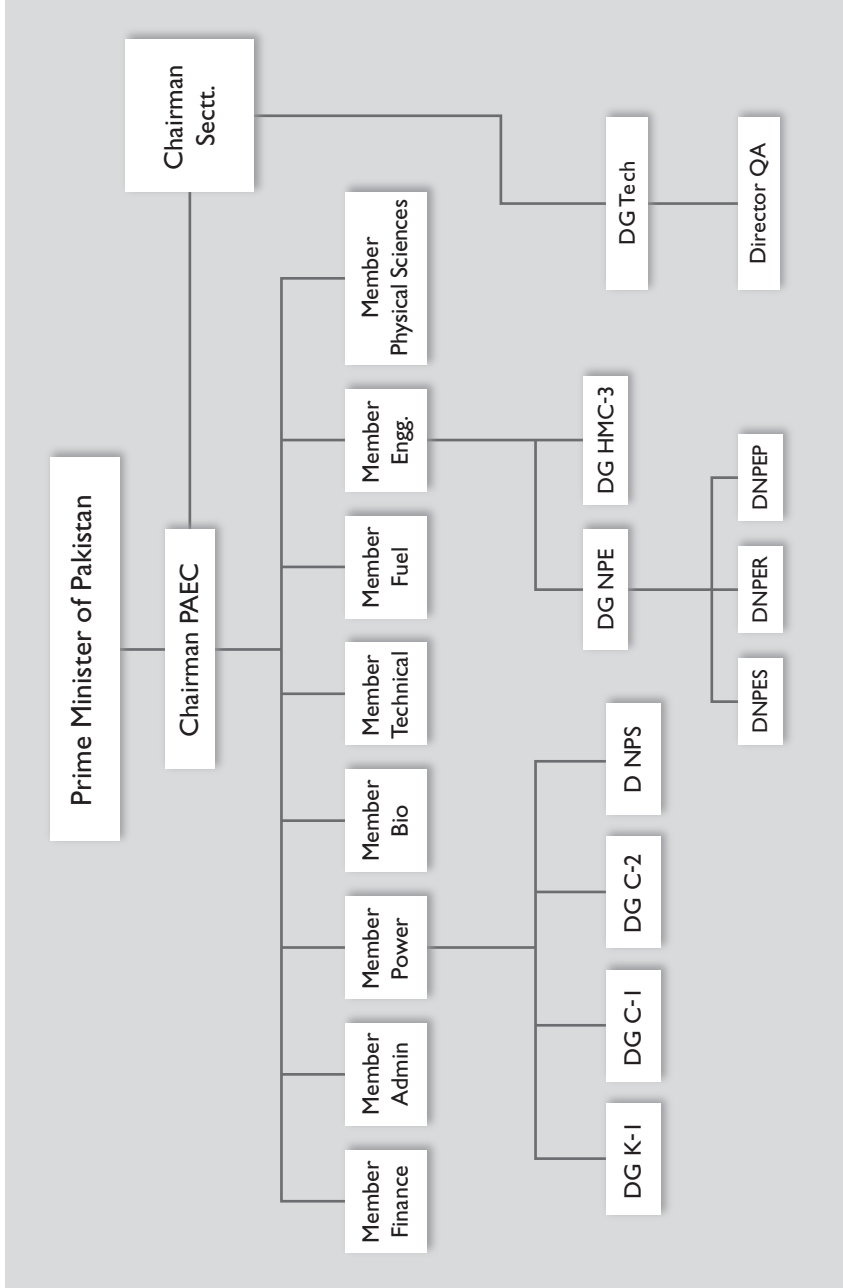 Prime Minister of Pakistan
Chairman PAEC
Chairman
Sectt.
Member
Finance
Member
Admin
Member
Power
Member
Bio
Member
Technical
Member
Fuel
Member
Engg.
Member
Physical Sciences
DG K-1
DG C-1
DG C-2
D NPS
DG NPE
DG HMC-3
DG Tech
DNPES
DNPER
DNPEP
Director QA